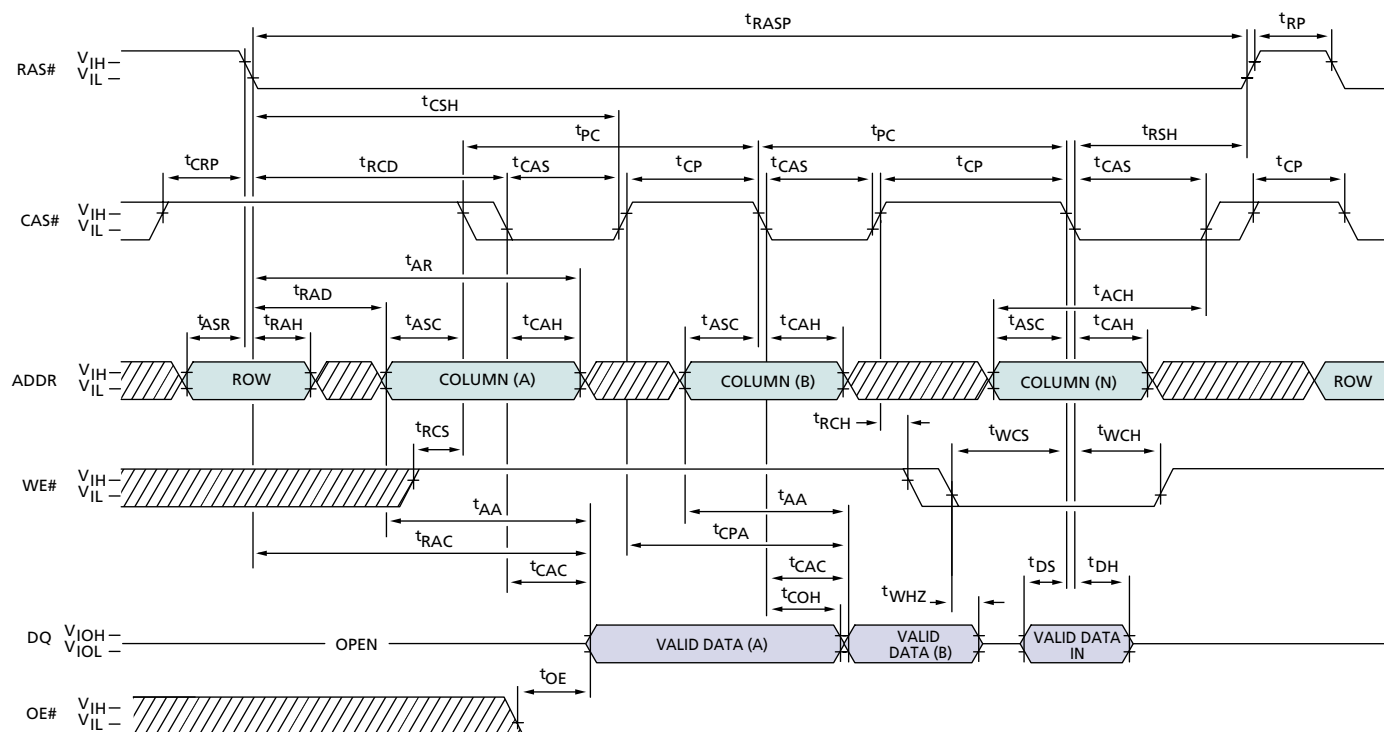 tRASP tRP
RAS# VIH
VIL
tCSH
tPC tPC tRSH
tCRP tRCD tCAS tCP tCAS tCP tCAS tCP
CAS# VIH
VIL
tAR
tRAD tACH
tASR tRAH tASC tCAH tASC tCAH tASC tCAH
ADDR VIH
VIL
ROW COLUMN (A) COLUMN (B) COLUMN (N) ROW
tRCH
tRCS tWCS tWCH
WE# VIH
VIL
tAA tAA
tRAC tCPA
tCAC tCAC tDS tDH
tCOH tWHZ
DQ VIOH
VIOL
OPEN VALID DATA (A) VALID
DATA (B) VALID DATA
IN
tOE
OE# VIH
VIL